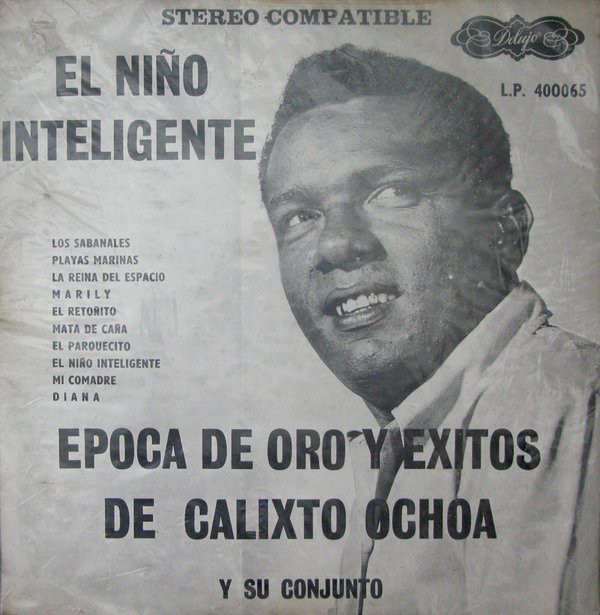 STEREO COMPATIBLE
Delujo
L.P. 400065
EL NIÑO
INTELIGENTE
LOS SABANALES
PLAYAS MARINAS
LA REINA DEL ESPACIO
MARILY
EL RETOÑITO
MATA DE CAÑA
EL PARQUECITO
EL NIÑO INTELIGENTE
MI COMADRE
DIANA
EPOCA DE ORO Y EXITOS
DE CALIXTO OCHOA
Y SU CONJUNTO